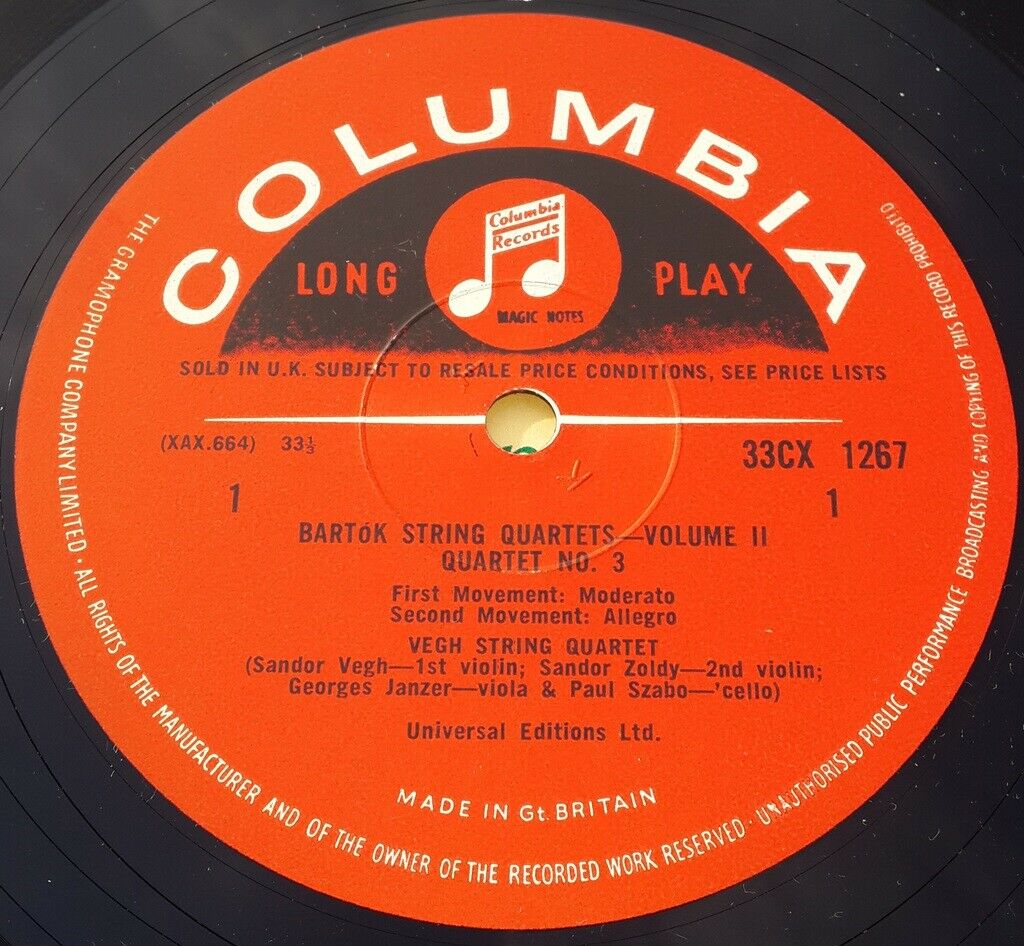 COLUMBIA
Columbia
Records
LONG PLAY
MAGIC NOTES
SOLD IN U.K. SUBJECT TO RESALE PRICE CONDITIONS, SEE PRICE LISTS
(XAX.664) 33⅓ 33CX 1267
1 1
BARTóK STRING QUARTETS—VOLUME II
QUARTET NO. 3
First Movement: Moderato
Second Movement: Allegro
VEGH STRING QUARTET
(Sandor Vegh—1st violin; Sandor Zoldy—2nd violin;
Georges Janzer—viola & Paul Szabo—'cello)
Universal Editions Ltd.
MADE IN Gt. BRITAIN
THE GRAMOPHONE COMPANY LIMITED · ALL RIGHTS OF THE MANUFACTURER AND OF THE OWNER OF THE RECORDED WORK RESERVED · UNAUTHORISED PUBLIC PERFORMANCE BROADCASTING AND COPYING OF THIS RECORD PROHIBITED